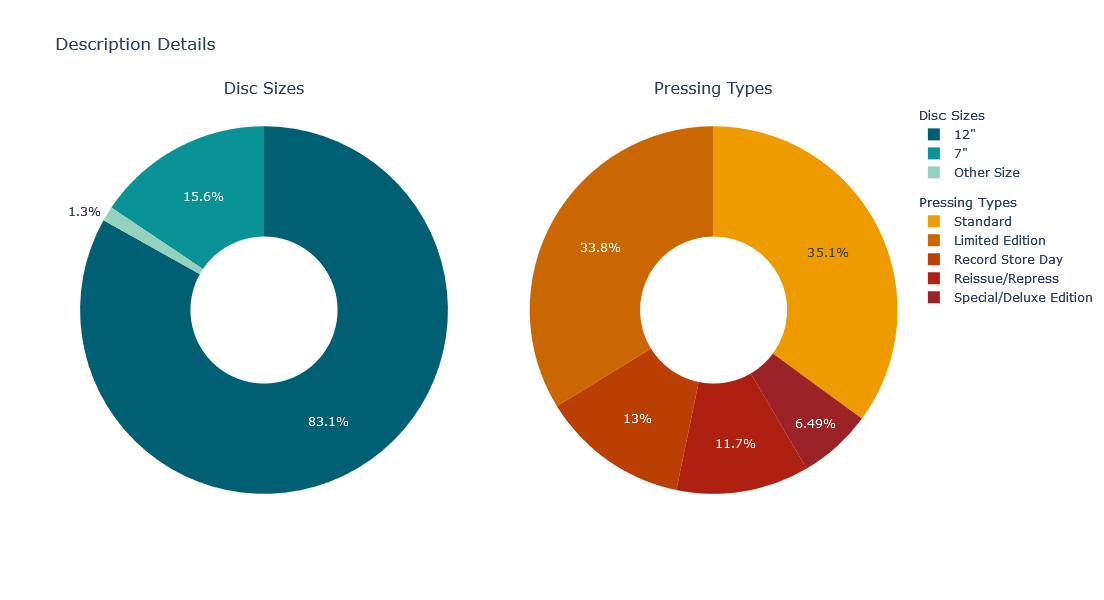 Description Details
Disc Sizes
Pressing Types
15.6%
1.3%
83.1%
33.8%
35.1%
13%
11.7%
6.49%
Disc Sizes
12"
7"
Other Size
Pressing Types
Standard
Limited Edition
Record Store Day
Reissue/Repress
Special/Deluxe Edition